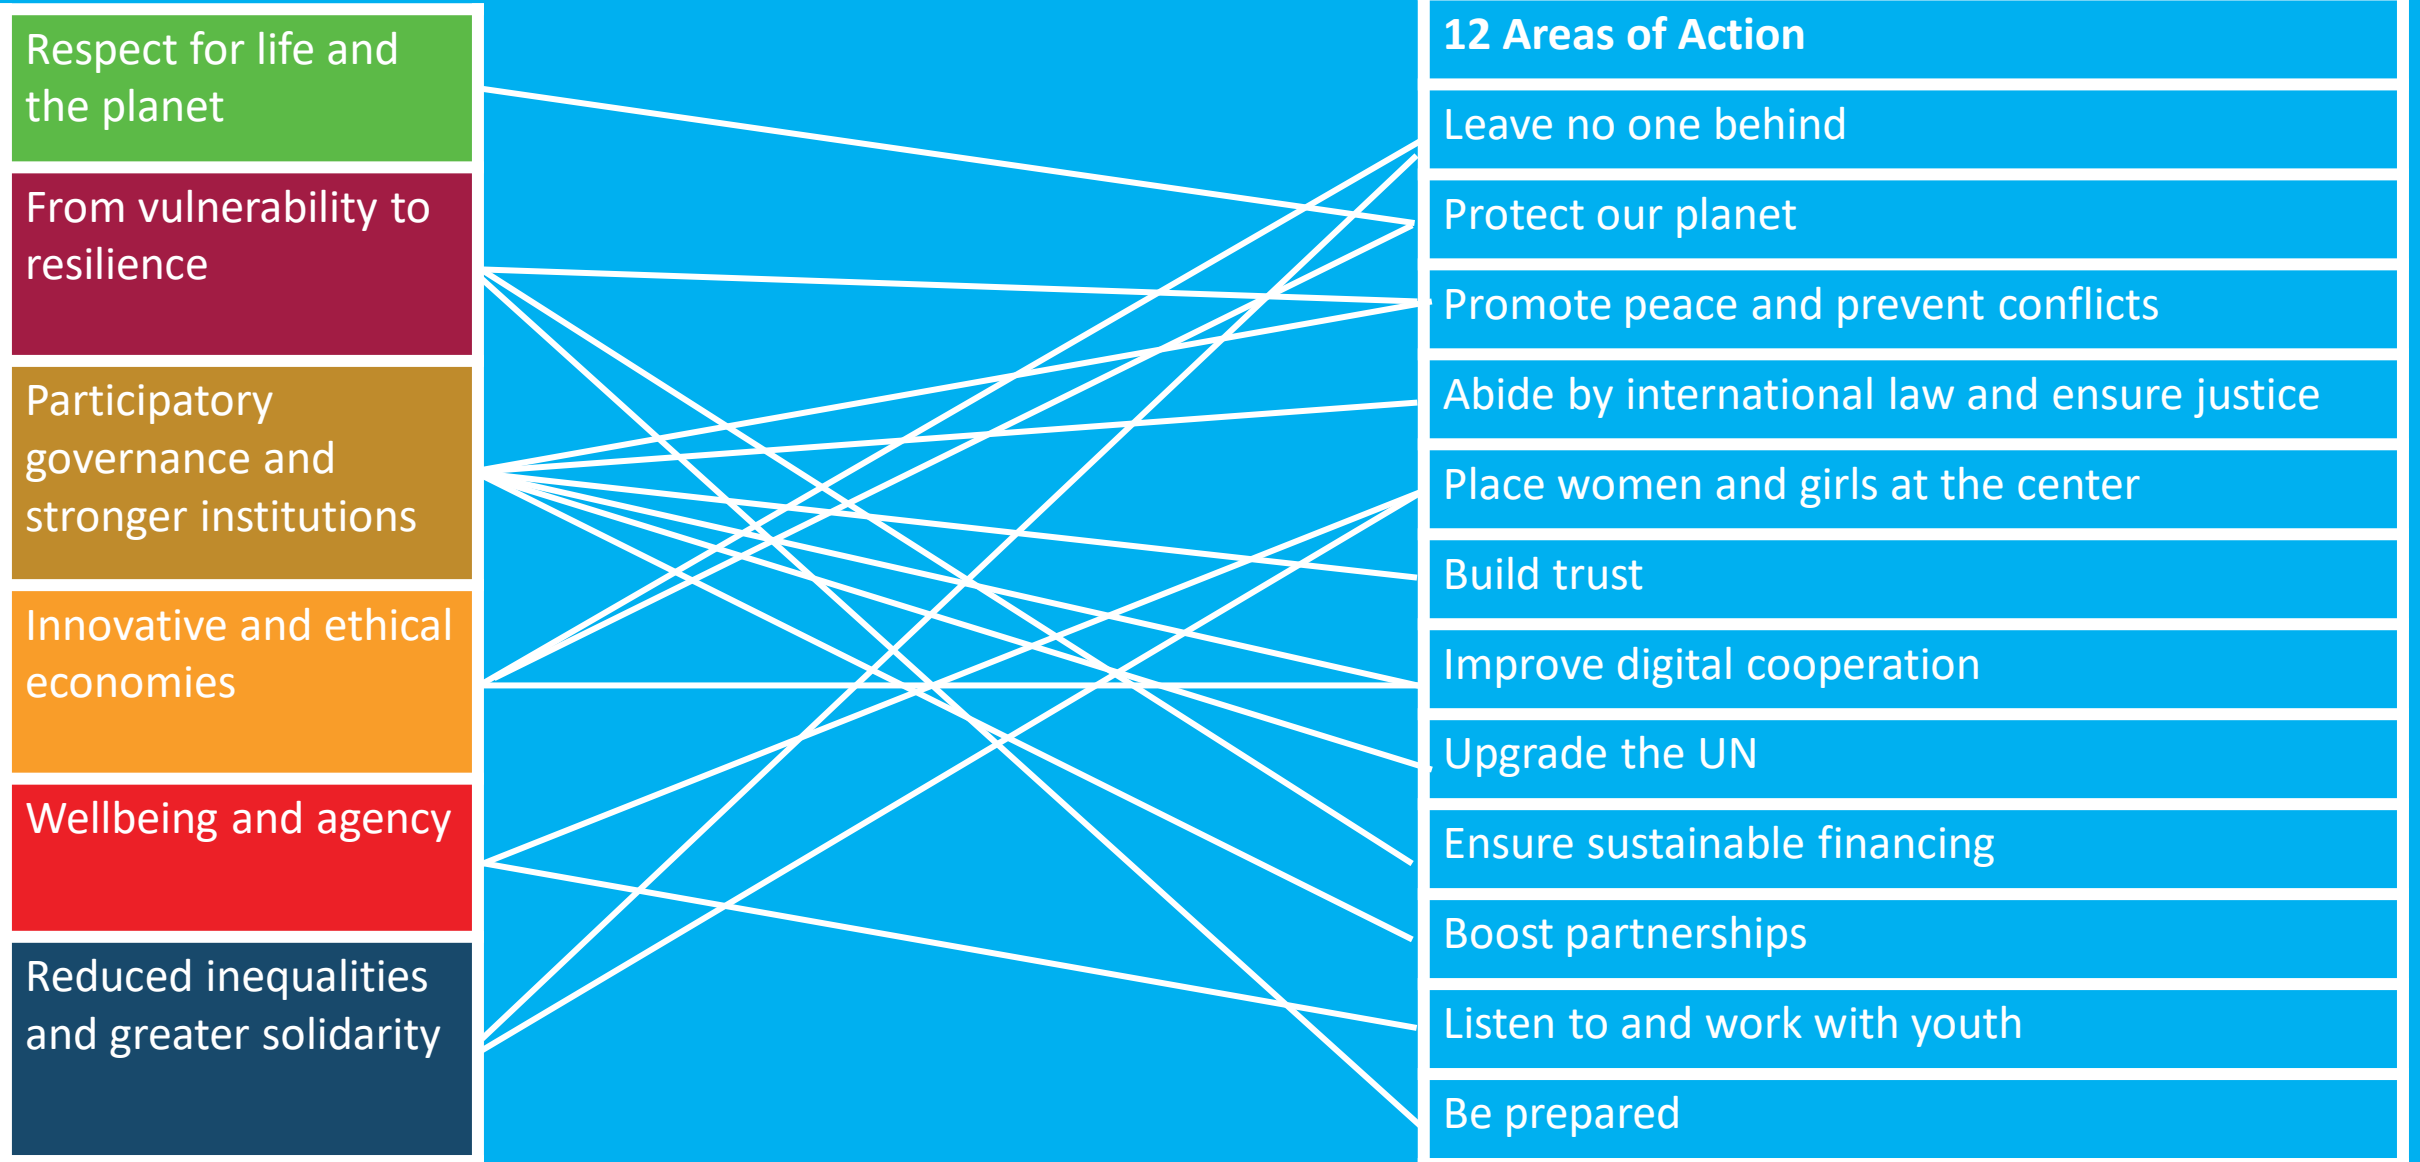 Respect for life and
the planet
From vulnerability to
resilience
Participatory
governance and
stronger institutions
Innovative and ethical
economies
Wellbeing and agency
Reduced inequalities
and greater solidarity
12 Areas of Action
Leave no one behind
Protect our planet
Promote peace and prevent conflicts
Abide by international law and ensure justice
Place women and girls at the center
Build trust
Improve digital cooperation
Upgrade the UN
Ensure sustainable financing
Boost partnerships
Listen to and work with youth
Be prepared